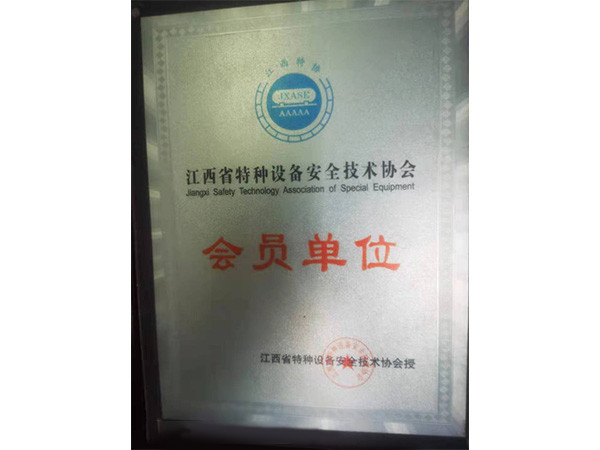 江西特协
JXASE
AAAAA
江西省特种设备安全技术协会
Jiangxi Safety Technology Association of Special Equipment
会员单位
江西省特种设备安全技术协会授